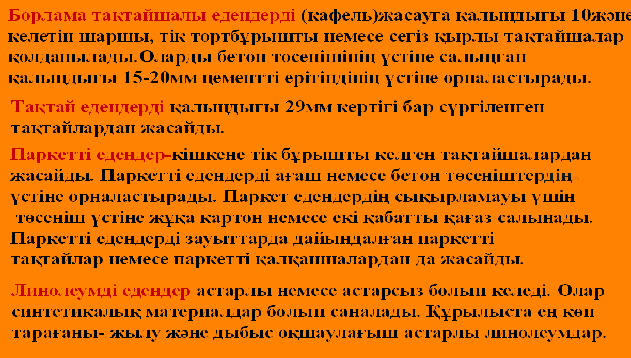 Борлама тақтайшалы едендерді (кафель)жасауға қалыңдығы 10және
келетін шаршы, тік тортбұрышты немесе сегіз қырлы тақтайшалар
қолданылады.Оларды бетон тосенішінің үстіне салынған
қалыңдығы 15-20мм цементті ерітіндінің үстіне орналастырады.
Тақтай едендерді қалыңдығы 29мм кертігі бар сүргіленген
тақтайлардан жасайды.
Паркетті едендер-кішкене тік бұрышты келген тақтайшалардан
жасайды. Паркетті едендерді ағаш немесе бетон төсеніштердің
үстіне орналастырады. Паркет едендердің сықырламауы үшін
төсеніш үстіне жұқа картон немесе екі қабатты қағаз салынады.
Паркетті едендерді зауыттарда дайындалған паркетті
тақтайлар немесе паркетті қалқаншалардан да жасайды.
Линолеумді едендер астарлы немесе астарсыз болып келеді. Олар
синтетикалық материалдар болып саналады. Құрылыста ең көп
тарағаны- жылу және дыбыс оқшаулағыш астарлы линолеумдар.